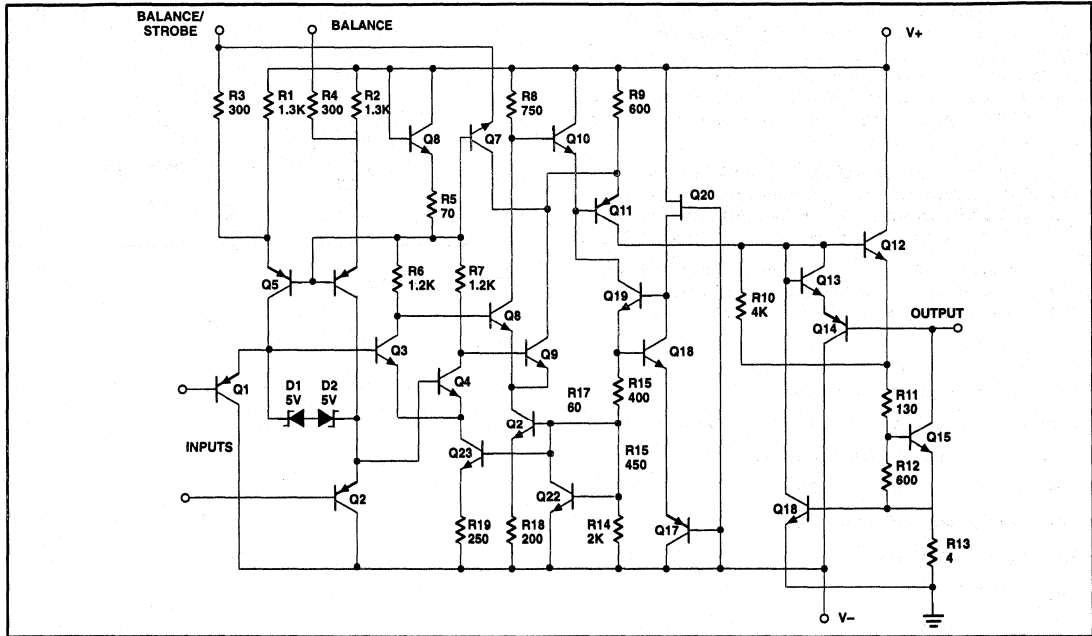 BALANCE/
STROBE
BALANCE
V+
R3
300
R1
1.3K
R4
300
R2
1.3K
Q8
Q7
R8
750
Q10
R9
600
R5
70
Q11
Q20
Q12
Q5
R6
1.2K
R7
1.2K
Q13
R10
4K
Q14
OUTPUT
Q8
Q19
Q3
Q9
Q18
Q1
D1
5V
D2
5V
Q4
R17
60
R15
400
R11
130
Q15
INPUTS
Q2
Q23
R15
450
R12
600
Q2
Q22
Q18
R19
250
R18
200
R14
2K
Q17
R13
4
V−